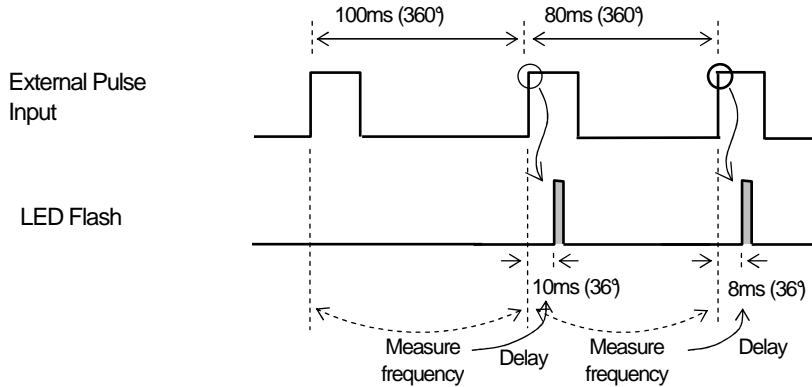 100ms (360°)
80ms (360°)
External Pulse
Input
LED Flash
10ms (36°)
8ms (36°)
Measure
frequency
Delay
Measure
frequency
Delay